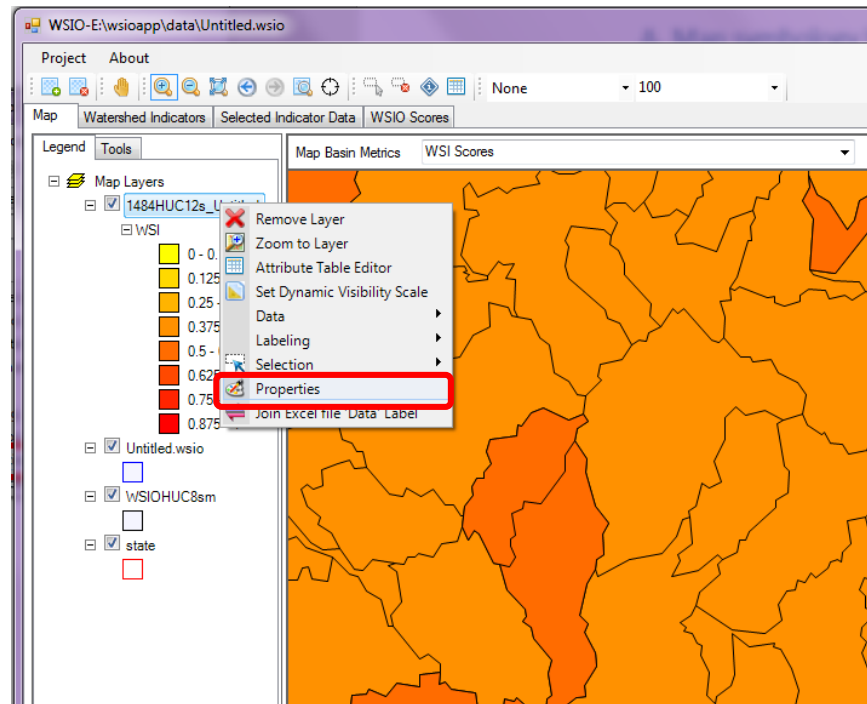 WSIO-E:\wsioapp\data\Untitled.wsio
Project About
None 100
Map Watershed Indicators Selected Indicator Data WSIO Scores
Legend Tools
Map Basin Metrics WSI Scores
Map Layers
1484HUC12s_Untitled
Remove Layer
WSI
Zoom to Layer
0 - 0.
Attribute Table Editor
0.125
Set Dynamic Visibility Scale
0.25 -
Data
0.375
Labeling
0.5 -
Selection
0.625
Properties
0.75
Join Excel file 'Data' Label
0.875
Untitled.wsio
WSIOHUC8sm
state